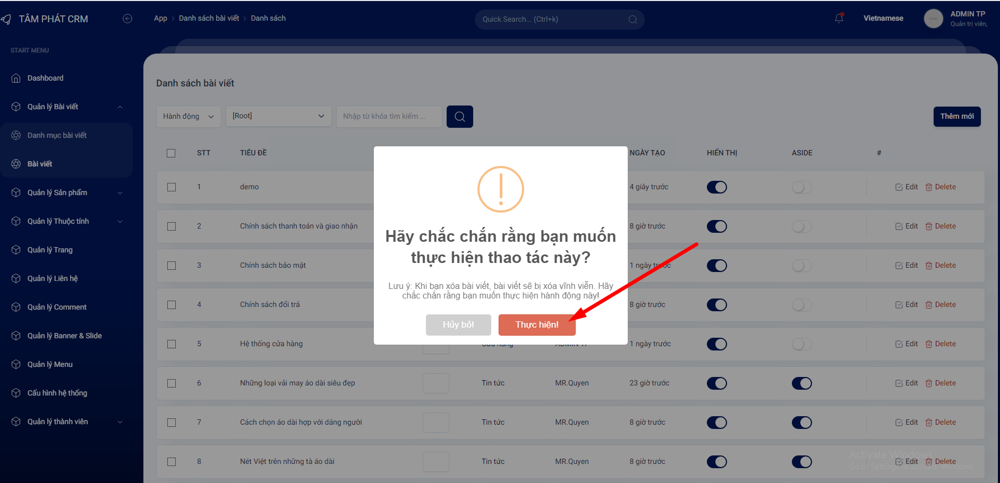 TÂM PHÁT CRM
App > Danh sách bài viết > Danh sách
Quick Search... (Ctrl+k)
Vietnamese
ADMIN TP
Quản trị viên,
START MENU
Dashboard
Quản lý Bài viết
Danh mục bài viết
Bài viết
Quản lý Sản phẩm
Quản lý Thuộc tính
Quản lý Trang
Quản lý Liên hệ
Quản lý Comment
Quản lý Banner & Slide
Quản lý Menu
Cấu hình hệ thống
Quản lý thành viên
Danh sách bài viết
Hành động [Root] Nhập từ khóa tìm kiếm ... Thêm mới
STT TIÊU ĐỀ NGÀY TẠO HIỂN THỊ ASIDE #
1 demo 4 giây trước Edit Delete
2 Chính sách thanh toán và giao nhận 8 giờ trước Edit Delete
3 Chính sách bảo mật 1 ngày trước Edit Delete
4 Chính sách đổi trả 8 giờ trước Edit Delete
5 Hệ thống cửa hàng 1 ngày trước Edit Delete
6 Những loại vải may áo dài siêu đẹp Tin tức MR.Quyen 23 giờ trước Edit Delete
7 Cách chọn áo dài hợp với dáng người Tin tức MR.Quyen 8 giờ trước Edit Delete
8 Nét Việt trên những tà áo dài Tin tức MR.Quyen 8 giờ trước Edit Delete
Hãy chắc chắn rằng bạn muốn
thực hiện thao tác này?
Lưu ý: Khi bạn xóa bài viết, bài viết sẽ bị xóa vĩnh viễn. Hãy
chắc chắn rằng bạn muốn thực hiện hành động này!
Hủy bỏ! Thực hiện!
Activate Windows
Go to Settings to activate Windows.